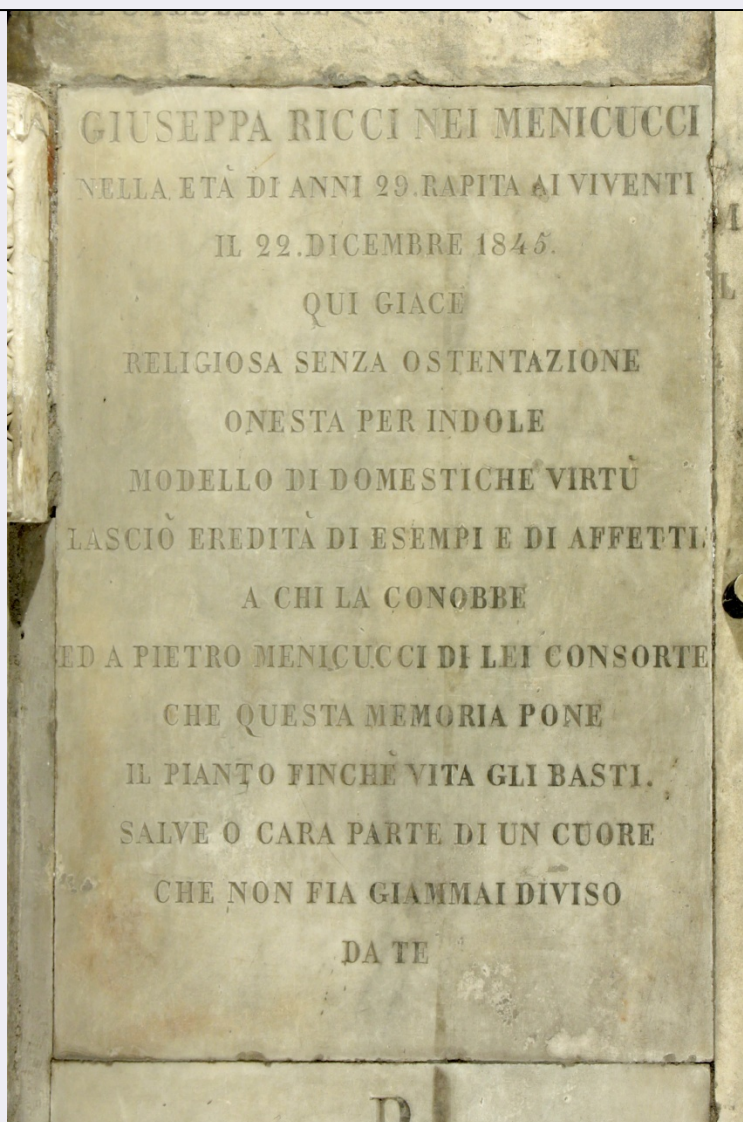 GIUSEPPA RICCI NEI MENICUCCI
NELLA ETÀ DI ANNI 29. RAPITA AI VIVENTI
IL 22. DICEMBRE 1845.
QUI GIACE
RELIGIOSA SENZA OSTENTAZIONE
ONESTA PER INDOLE
MODELLO DI DOMESTICHE VIRTÙ
LASCIÒ EREDITÀ DI ESEMPI E DI AFFETTI.
A CHI LA CONOBBE
ED A PIETRO MENICUCCI DI LEI CONSORTE
CHE QUESTA MEMORIA PONE
IL PIANTO FINCHÈ VITA GLI BASTI.
SALVE O CARA PARTE DI UN CUORE
CHE NON FIA GIAMMAI DIVISO
DA TE